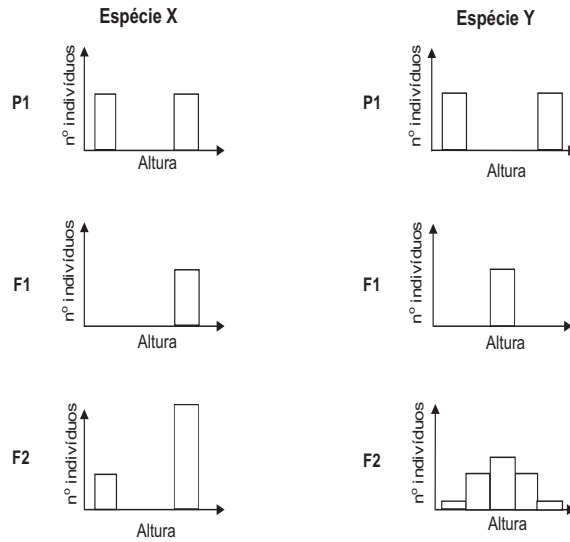 Espécie X
Espécie Y
P1
nº indivíduos
Altura
P1
nº indivíduos
Altura
F1
nº indivíduos
Altura
F1
nº indivíduos
Altura
F2
nº indivíduos
Altura
F2
nº indivíduos
Altura